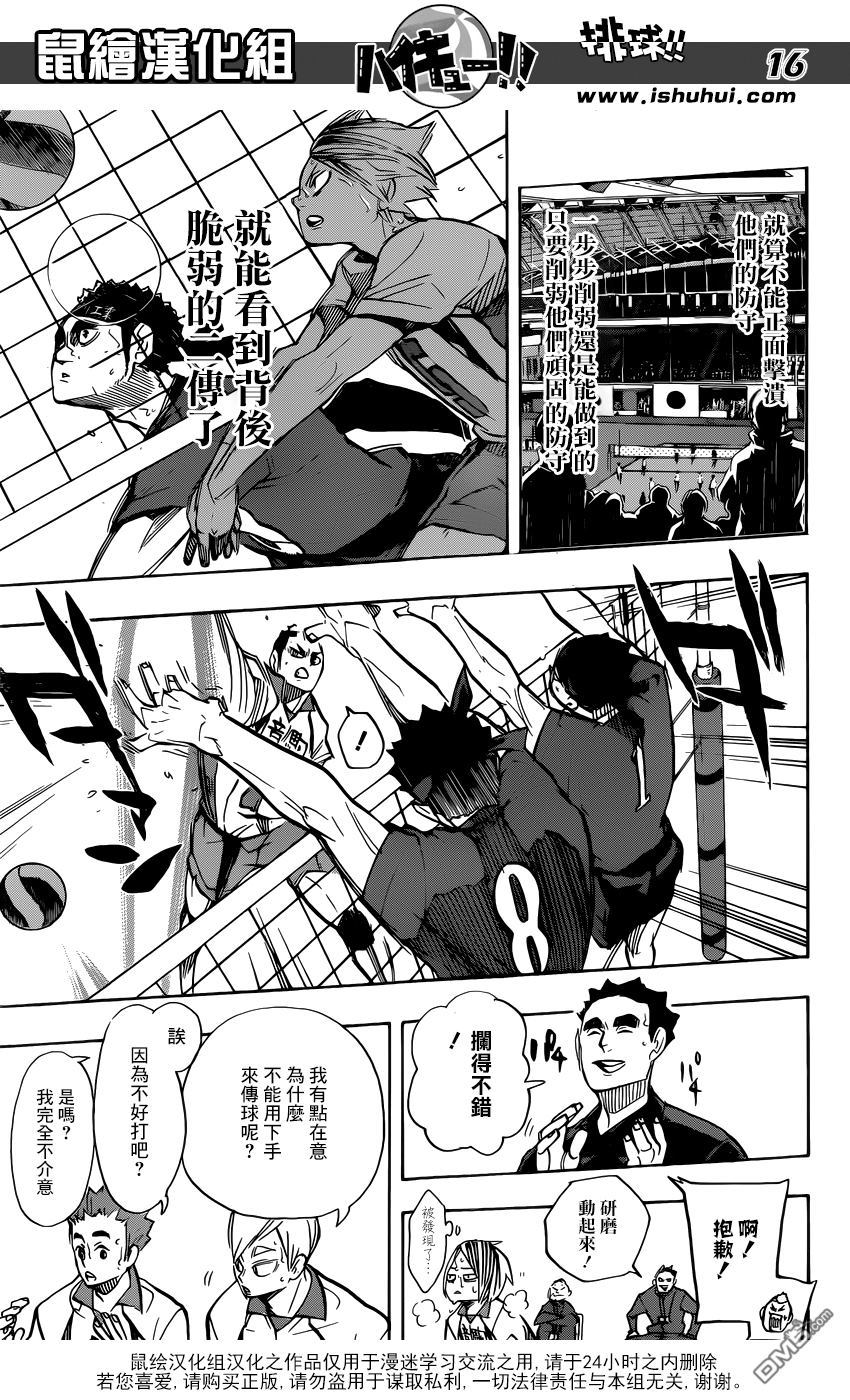 鼠繪漢化組
ハイキュー!!
排球!!
16
www.ishuhui.com
就算不能正面擊潰
他們的防守
一步步削弱還是能做到的
只要削弱他們頑固的防守
就能看到背後
脆弱的二傳了
!
1
8
攔得不錯
!
我有點在意
為什麼
不能用下手
來傳球呢?
誒
因為不好打吧?
是嗎?
我完全不介意
啊!
抱歉!
研磨
動起來!
被發現了…
鼠绘汉化组汉化之作品仅用于漫迷学习交流之用, 请于24小时之内删除
若您喜爱, 请购买正版, 请勿用于谋取私利, 一切法律责任与本组无关, 谢谢.